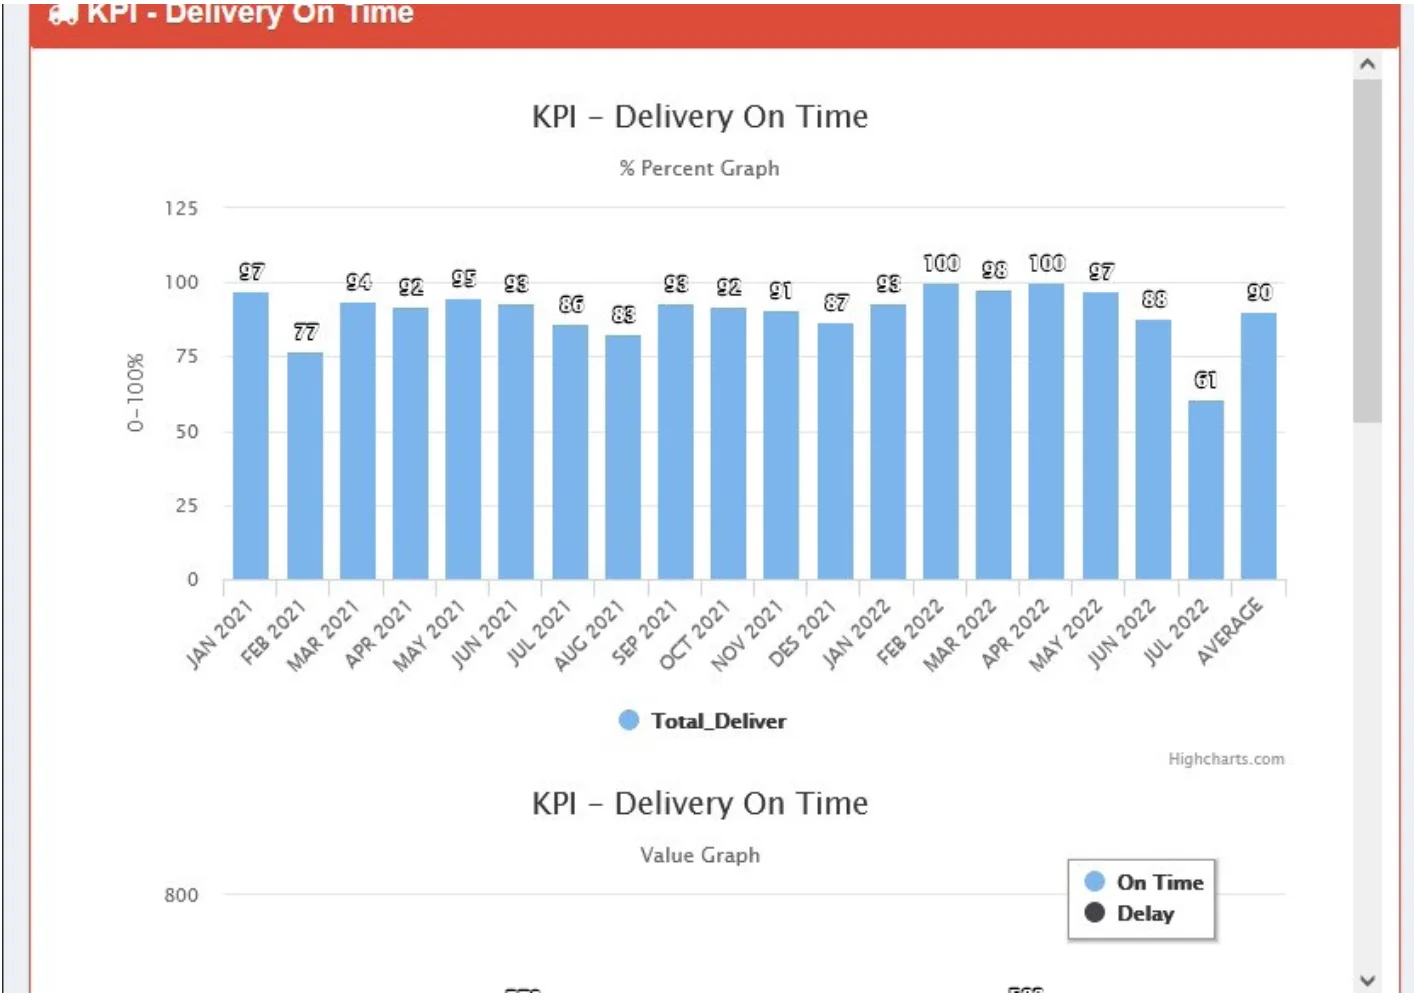 KPI - Delivery On Time
KPI – Delivery On Time
% Percent Graph
125
100
75
50
25
0
0-100%
97
77
94
92
95
93
86
83
93
92
91
87
93
100
98
100
97
88
61
90
JAN 2021
FEB 2021
MAR 2021
APR 2021
MAY 2021
JUN 2021
JUL 2021
AUG 2021
SEP 2021
OCT 2021
NOV 2021
DES 2021
JAN 2022
FEB 2022
MAR 2022
APR 2022
MAY 2022
JUN 2022
JUL 2022
AVERAGE
Total_Deliver
Highcharts.com
KPI – Delivery On Time
Value Graph
800
On Time
Delay